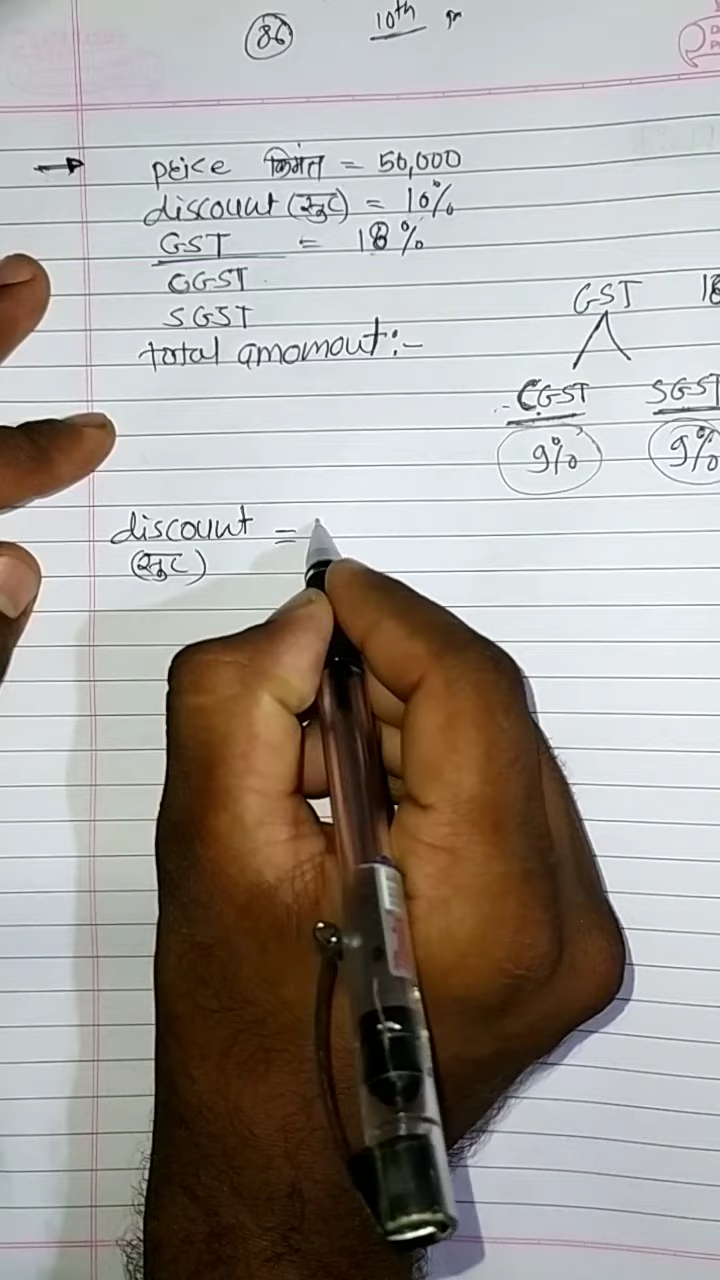 86 10th
peice किमंत = 50,000
discount (सूट) = 10%
GST = 18%
CGST
SGST
total amomout:-
GST 18
CGST SGST
9% 9%
discount =
(सूट)